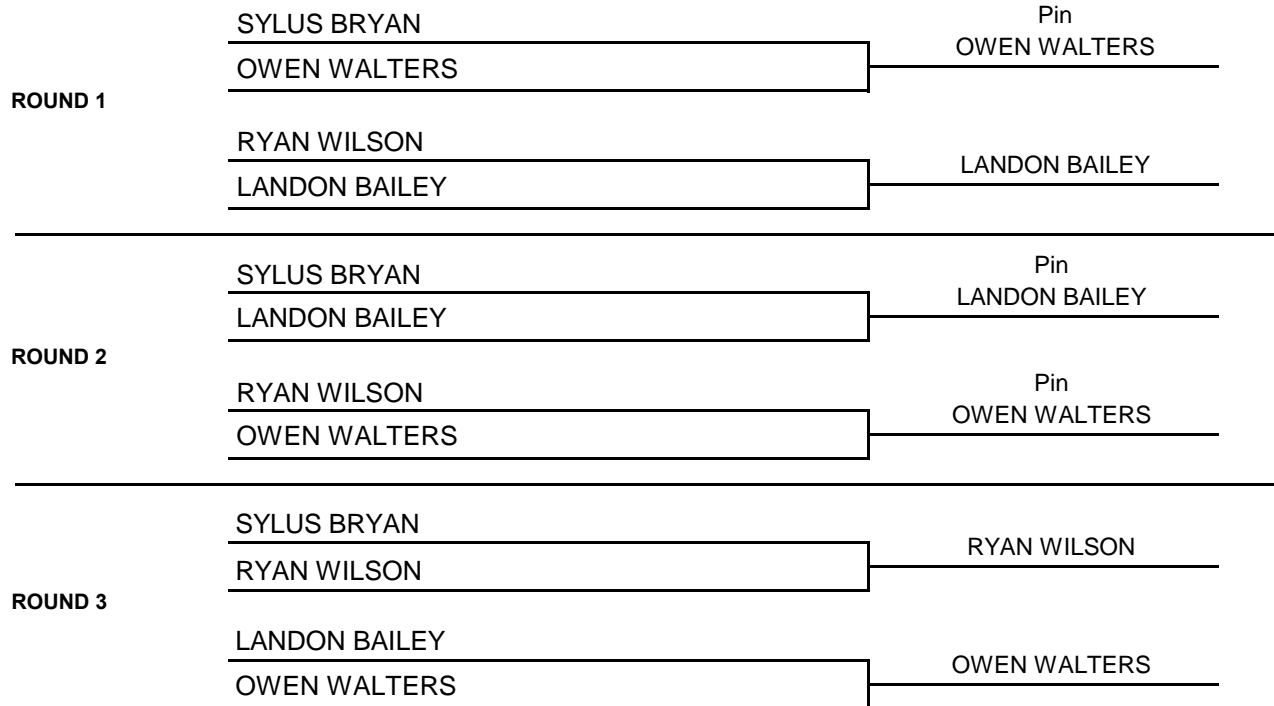 SYLUS BRYAN
Pin
OWEN WALTERS
OWEN WALTERS
ROUND 1
RYAN WILSON
LANDON BAILEY
LANDON BAILEY
SYLUS BRYAN
Pin
LANDON BAILEY
LANDON BAILEY
ROUND 2
RYAN WILSON
Pin
OWEN WALTERS
OWEN WALTERS
SYLUS BRYAN
RYAN WILSON
RYAN WILSON
ROUND 3
LANDON BAILEY
OWEN WALTERS
OWEN WALTERS